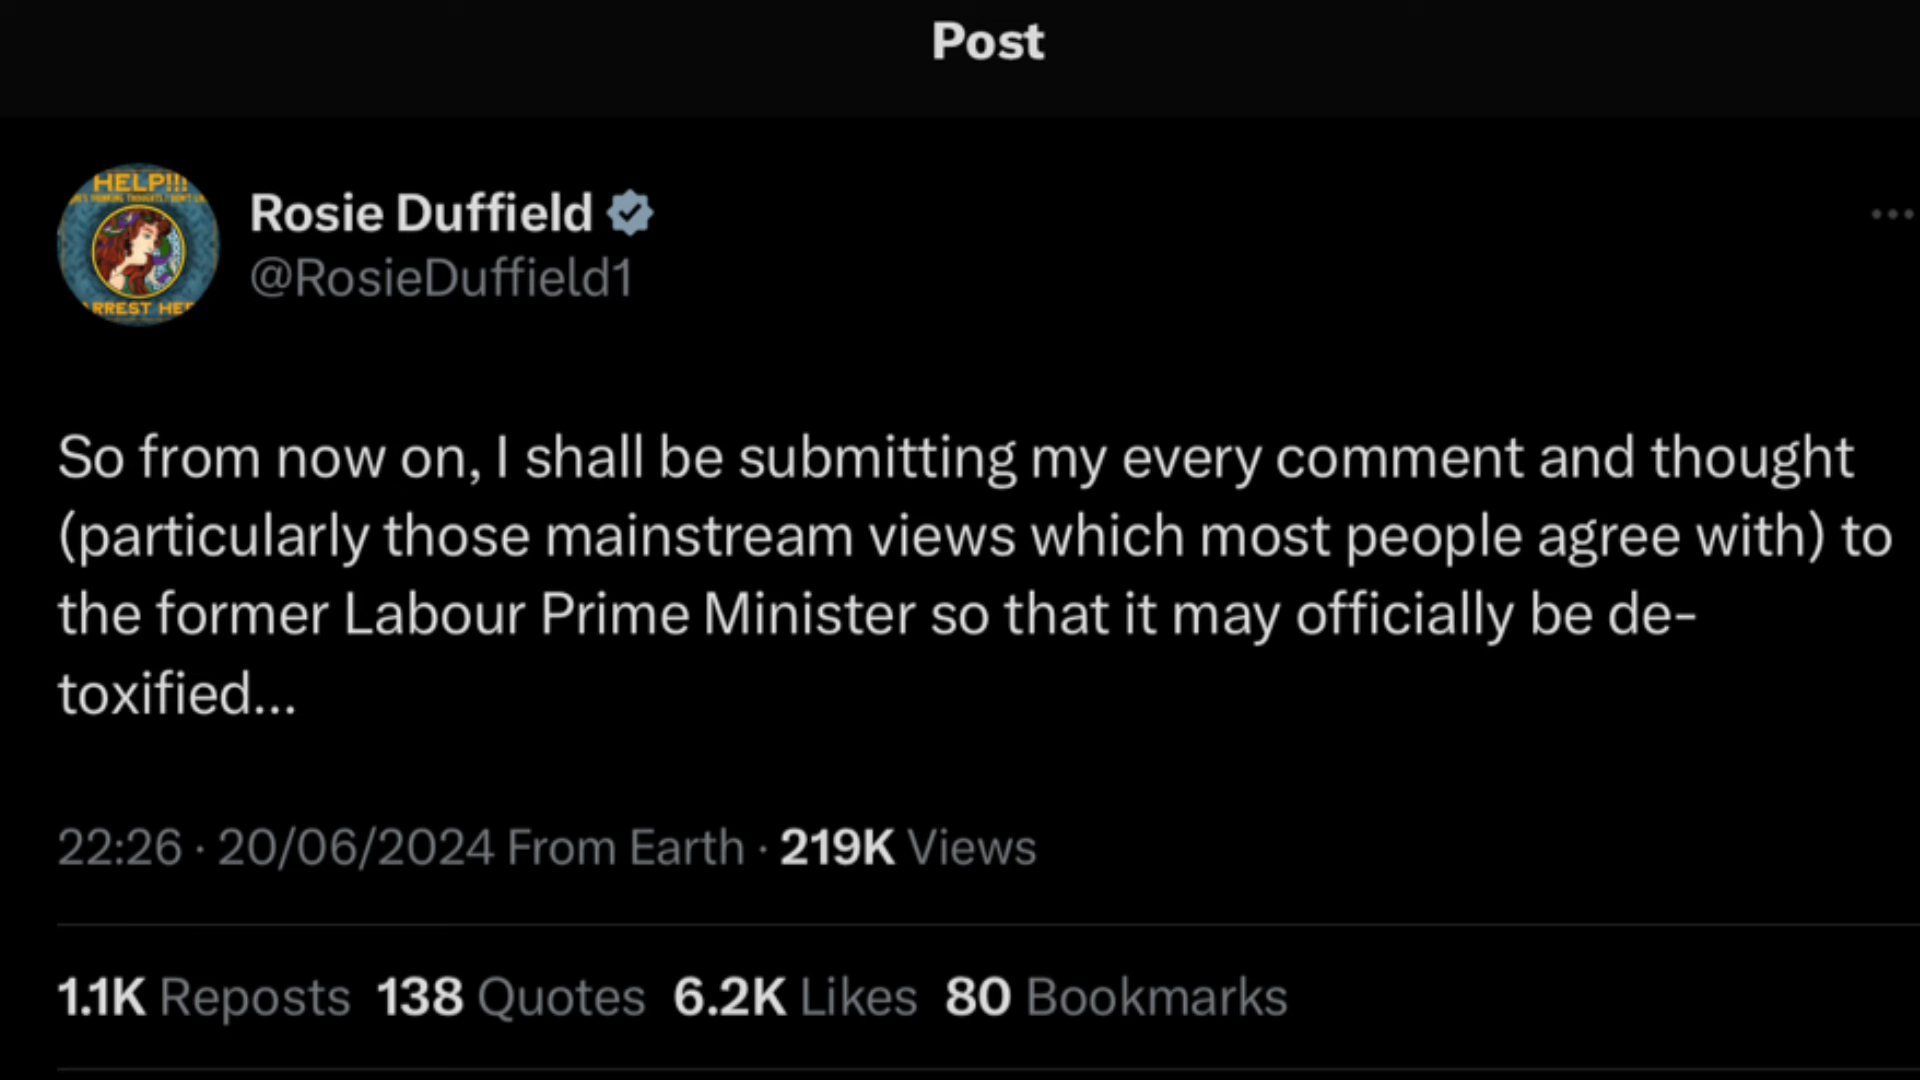 Post
HELP!!!
Rosie Duffield
@RosieDuffield1
So from now on, I shall be submitting my every comment and thought
(particularly those mainstream views which most people agree with) to
the former Labour Prime Minister so that it may officially be de-
toxified...
22:26 · 20/06/2024 From Earth · 219K Views
1.1K Reposts 138 Quotes 6.2K Likes 80 Bookmarks